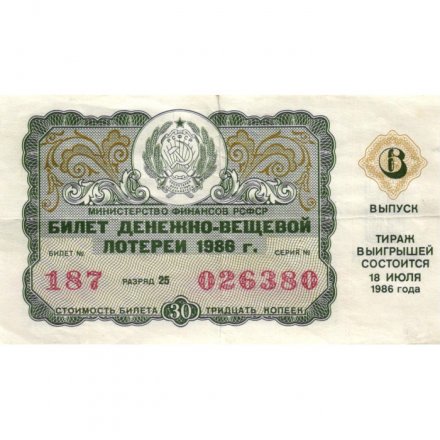 РСФСР
МИНИСТЕРСТВО ФИНАНСОВ РСФСР
БИЛЕТ ДЕНЕЖНО-ВЕЩЕВОЙ
ЛОТЕРЕИ 1986 г.
БИЛЕТ № СЕРИЯ №
187 РАЗРЯД 25 026380
СТОИМОСТЬ БИЛЕТА 30 ТРИДЦАТЬ КОПЕЕК
6
ВЫПУСК
ТИРАЖ
ВЫИГРЫШЕЙ
СОСТОИТСЯ
18 ИЮЛЯ
1986 года